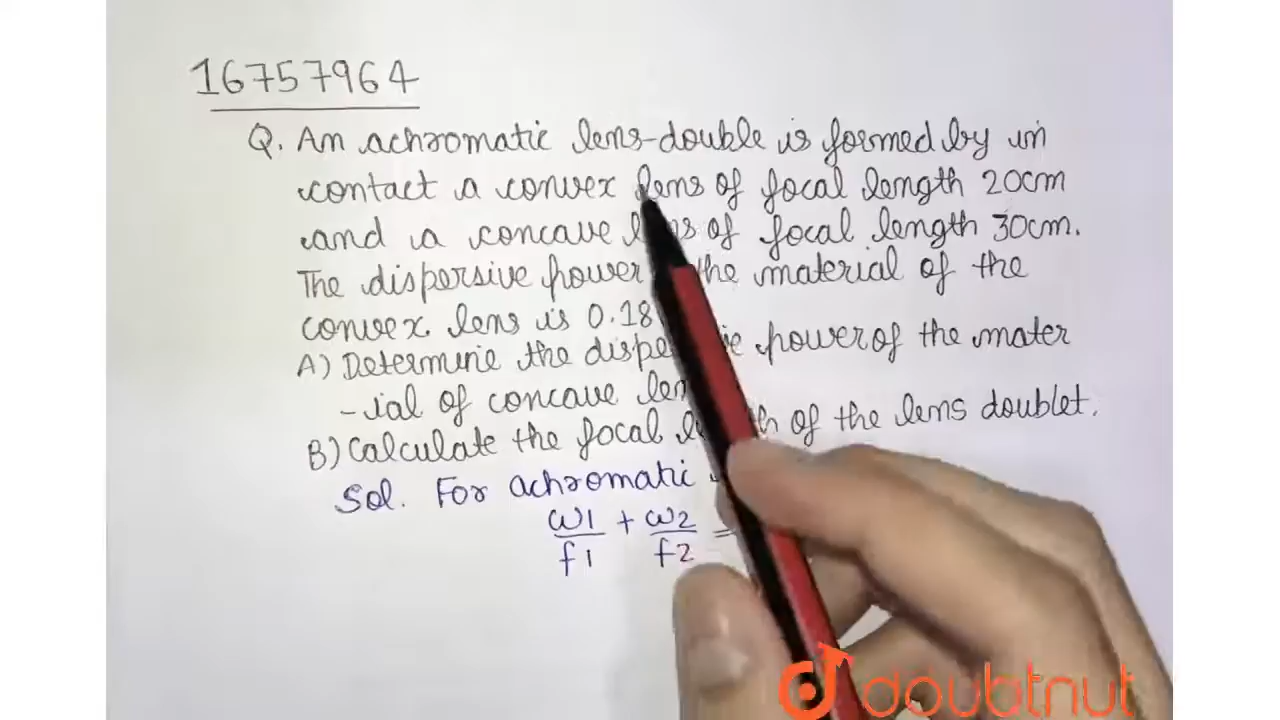 16757964
Q. An achromatic lens-double is formed by in
contact a convex lens of focal length 20cm
and a concave of focal length 30cm.
The dispersive power the material of the
convex. lens is 0.18
A) Determine the power of the mater
-ial of concave
B) Calculate the focal of the lens doublet.
Sol. For achromatic
ω1/f1 + ω2/f2 =
doubtnut